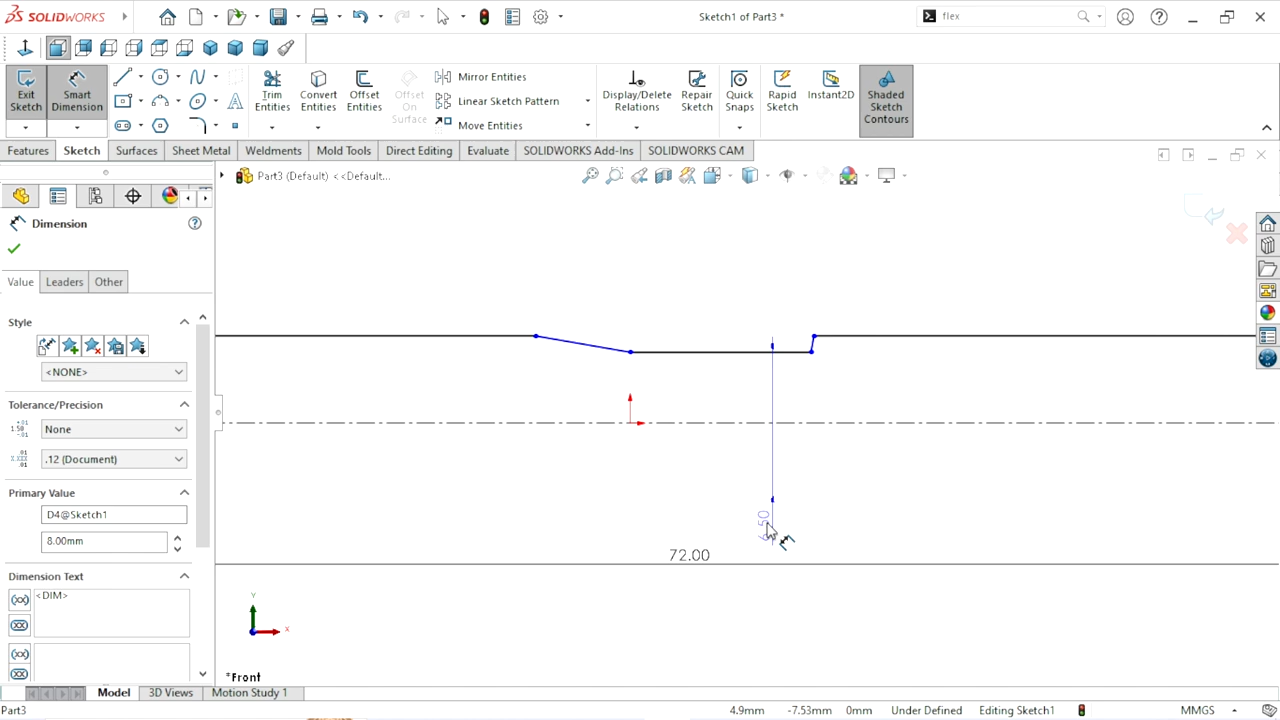 SOLIDWORKS
Sketch1 of Part3 *
flex
Exit Sketch
Smart Dimension
Trim Entities
Convert Entities
Offset Entities
Offset On Surface
Mirror Entities
Linear Sketch Pattern
Move Entities
Display/Delete Relations
Repair Sketch
Quick Snaps
Rapid Sketch
Instant2D
Shaded Sketch Contours
Features
Sketch
Surfaces
Sheet Metal
Weldments
Mold Tools
Direct Editing
Evaluate
SOLIDWORKS Add-Ins
SOLIDWORKS CAM
Part3 (Default) <<Default...
Dimension
Value
Leaders
Other
Style
<NONE>
Tolerance/Precision
None
.12 (Document)
Primary Value
D4@Sketch1
8.00mm
Dimension Text
<DIM>
72.00
Y
X
*Front
Model
3D Views
Motion Study 1
Part3
4.9mm
-7.53mm
0mm
Under Defined
Editing Sketch1
MMGS